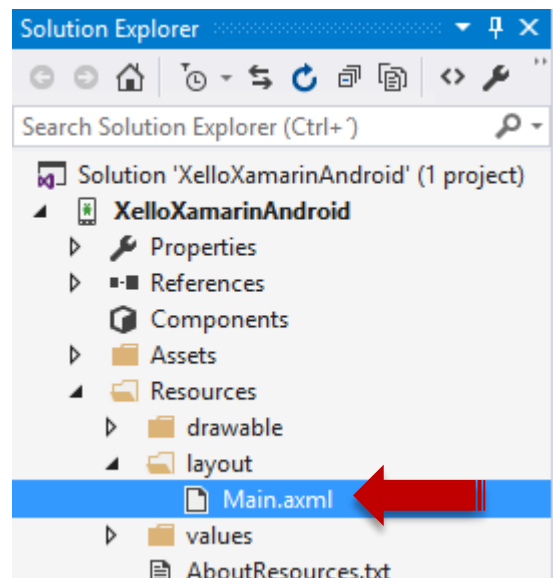 Solution Explorer
Search Solution Explorer (Ctrl+´)
Solution 'XelloXamarinAndroid' (1 project)
XelloXamarinAndroid
Properties
References
Components
Assets
Resources
drawable
layout
Main.axml
values
AboutResources.txt